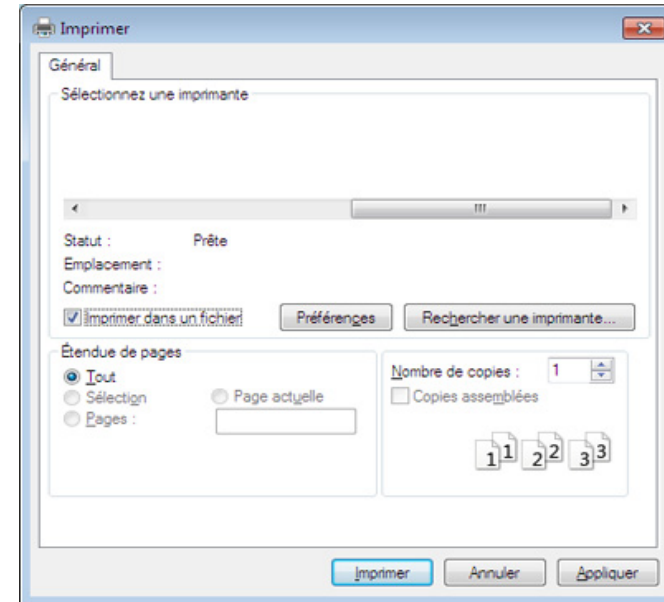 Imprimer
Général
Sélectionnez une imprimante
Statut : Prête
Emplacement :
Commentaire :
Imprimer dans un fichier Préférences Rechercher une imprimante...
Étendue de pages
Tout
Sélection Page actuelle
Pages :
Nombre de copies : 1
Copies assemblées
1 1 2 2 3 3
Imprimer Annuler Appliquer